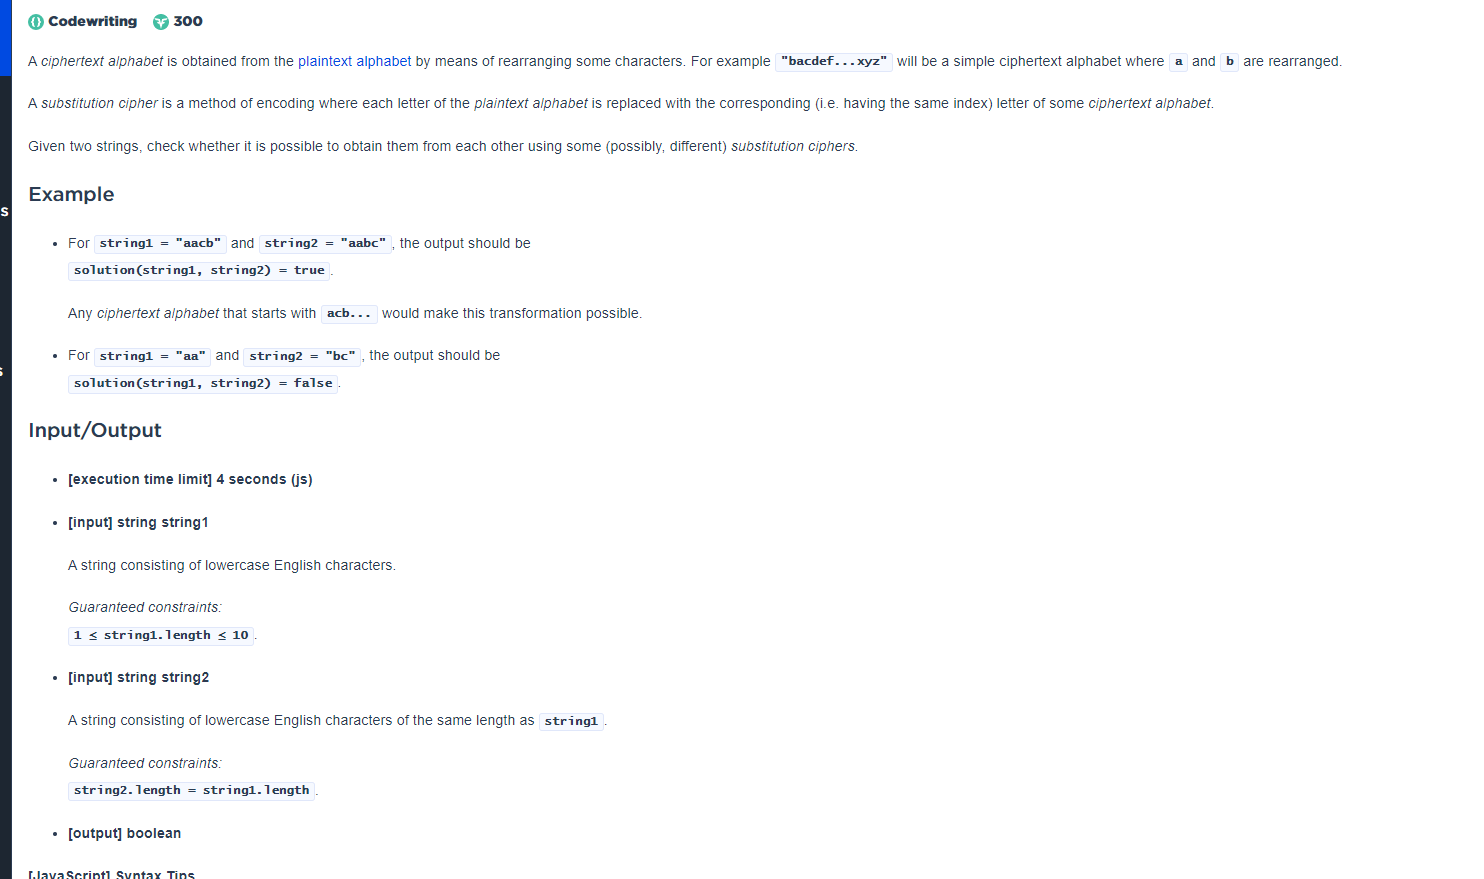 Codewriting 300
A ciphertext alphabet is obtained from the plaintext alphabet by means of rearranging some characters. For example "bacdef...xyz" will be a simple ciphertext alphabet where a and b are rearranged.
A substitution cipher is a method of encoding where each letter of the plaintext alphabet is replaced with the corresponding (i.e. having the same index) letter of some ciphertext alphabet.
Given two strings, check whether it is possible to obtain them from each other using some (possibly, different) substitution ciphers.
Example
s
• For string1 = "aacb" and string2 = "aabc", the output should be
solution(string1, string2) = true.
Any ciphertext alphabet that starts with acb... would make this transformation possible.
• For string1 = "aa" and string2 = "bc", the output should be
s
solution(string1, string2) = false.
Input/Output
• [execution time limit] 4 seconds (js)
• [input] string string1
A string consisting of lowercase English characters.
Guaranteed constraints:
1 ≤ string1.length ≤ 10.
• [input] string string2
A string consisting of lowercase English characters of the same length as string1.
Guaranteed constraints:
string2.length = string1.length.
• [output] boolean
[JavaScript] Syntax Tips